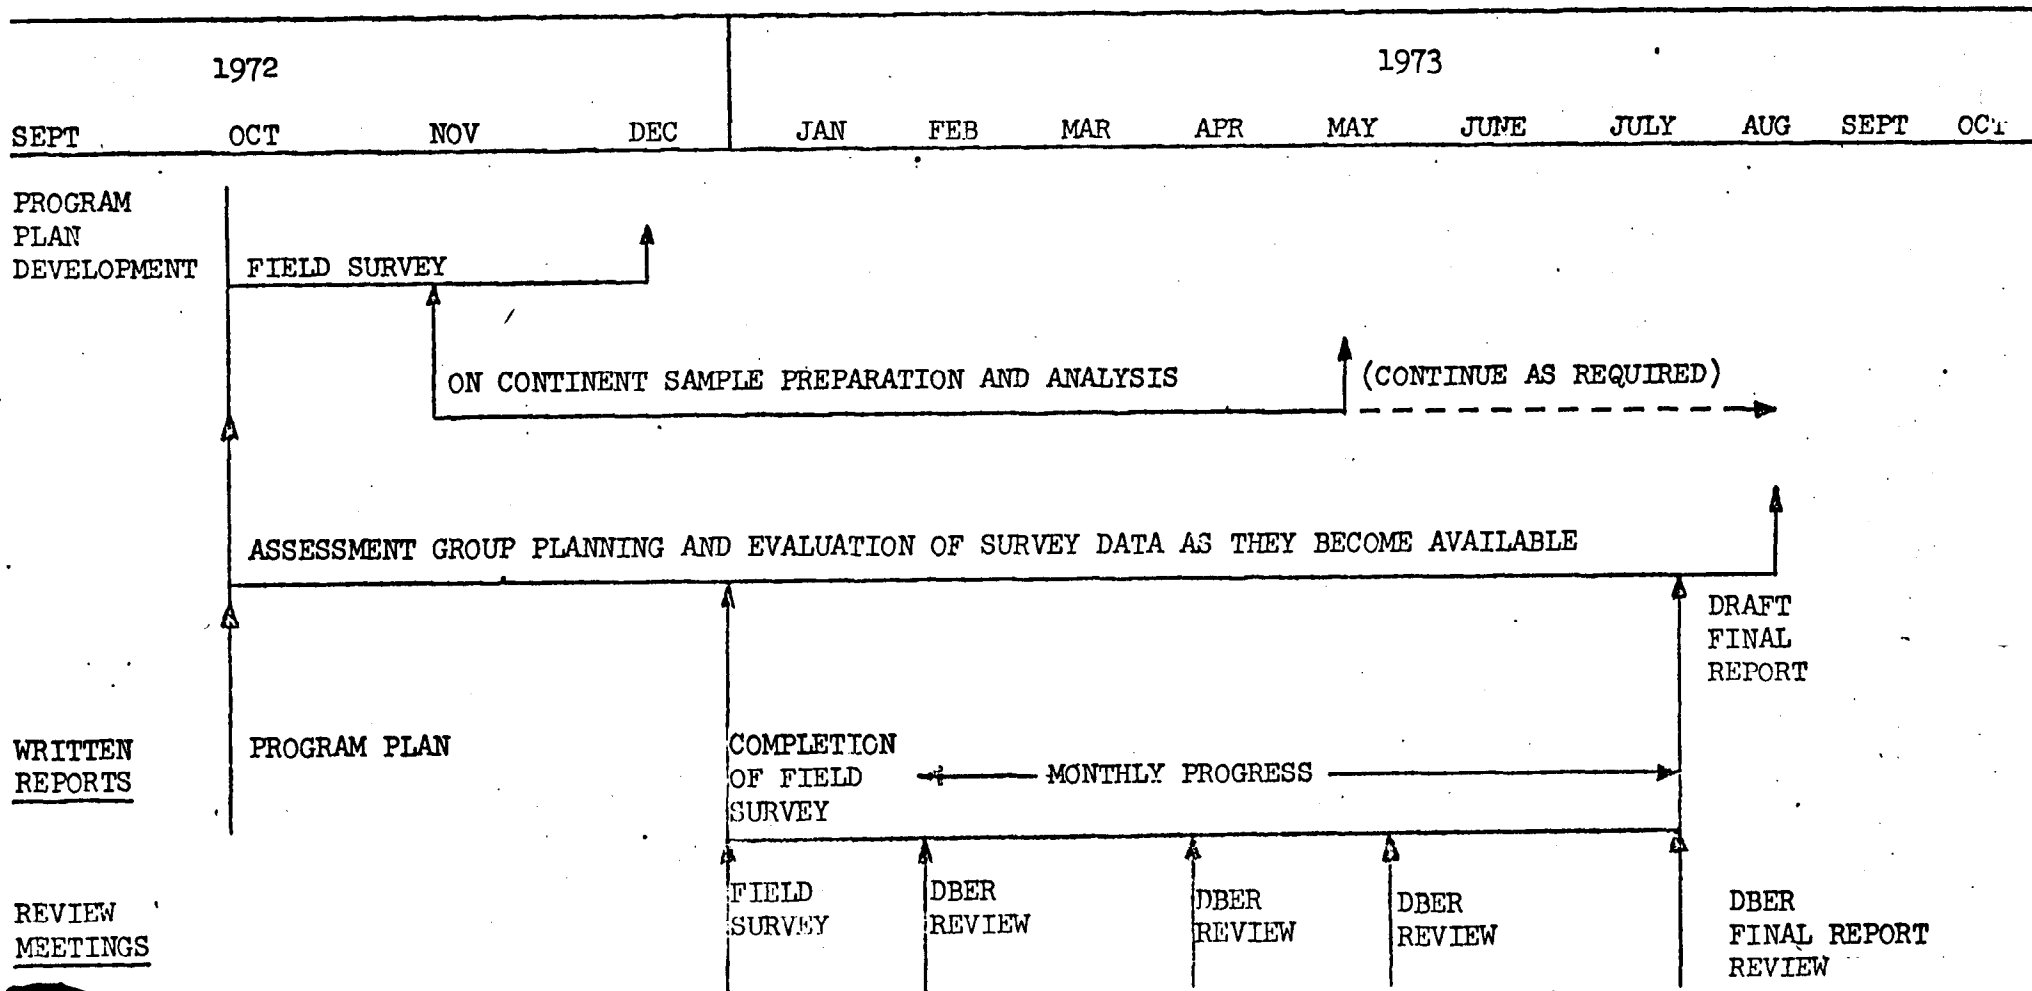 1972
1973
SEPT OCT NOV DEC JAN FEB MAR APR MAY JUNE JULY AUG SEPT OCT
PROGRAM
PLAN
DEVELOPMENT
FIELD SURVEY
ON CONTINENT SAMPLE PREPARATION AND ANALYSIS
(CONTINUE AS REQUIRED)
ASSESSMENT GROUP PLANNING AND EVALUATION OF SURVEY DATA AS THEY BECOME AVAILABLE
DRAFT
FINAL
REPORT
WRITTEN
REPORTS
PROGRAM PLAN
COMPLETION
OF FIELD
SURVEY
MONTHLY PROGRESS
REVIEW
MEETINGS
FIELD
SURVEY
DBER
REVIEW
DBER
REVIEW
DBER
REVIEW
DBER
FINAL REPORT
REVIEW